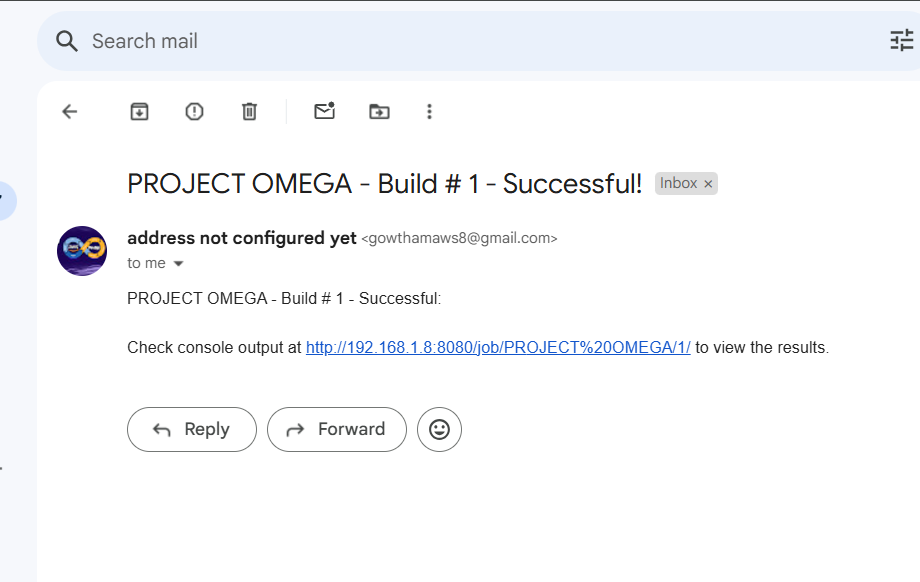 Search mail
PROJECT OMEGA - Build # 1 - Successful!
Inbox ×
address not configured yet <gowthamaws8@gmail.com>
to me
PROJECT OMEGA - Build # 1 - Successful:
Check console output at http://192.168.1.8:8080/job/PROJECT%20OMEGA/1/ to view the results.
Reply
Forward